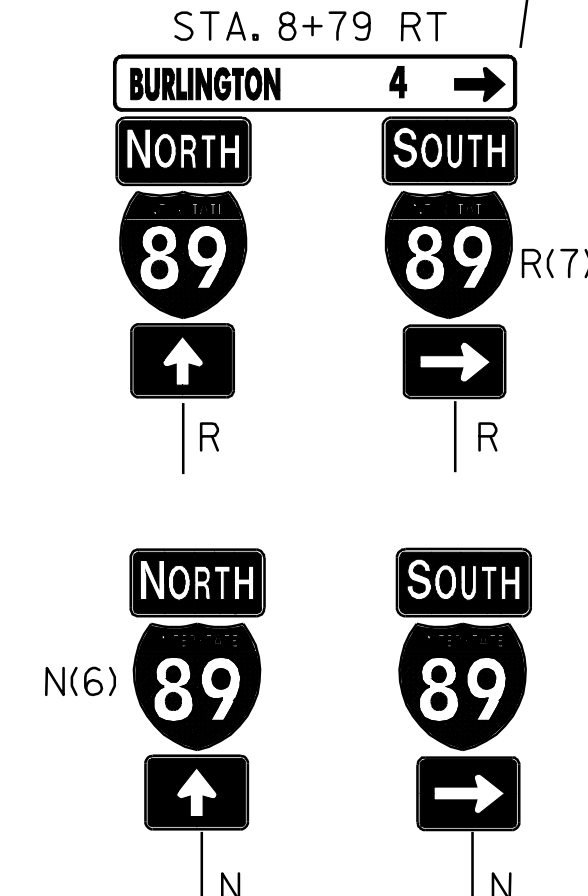 STA. 8+79 RT
BURLINGTON 4
NORTH SOUTH
89 89 R(7)
R R
NORTH SOUTH
N(6) 89 89
N N